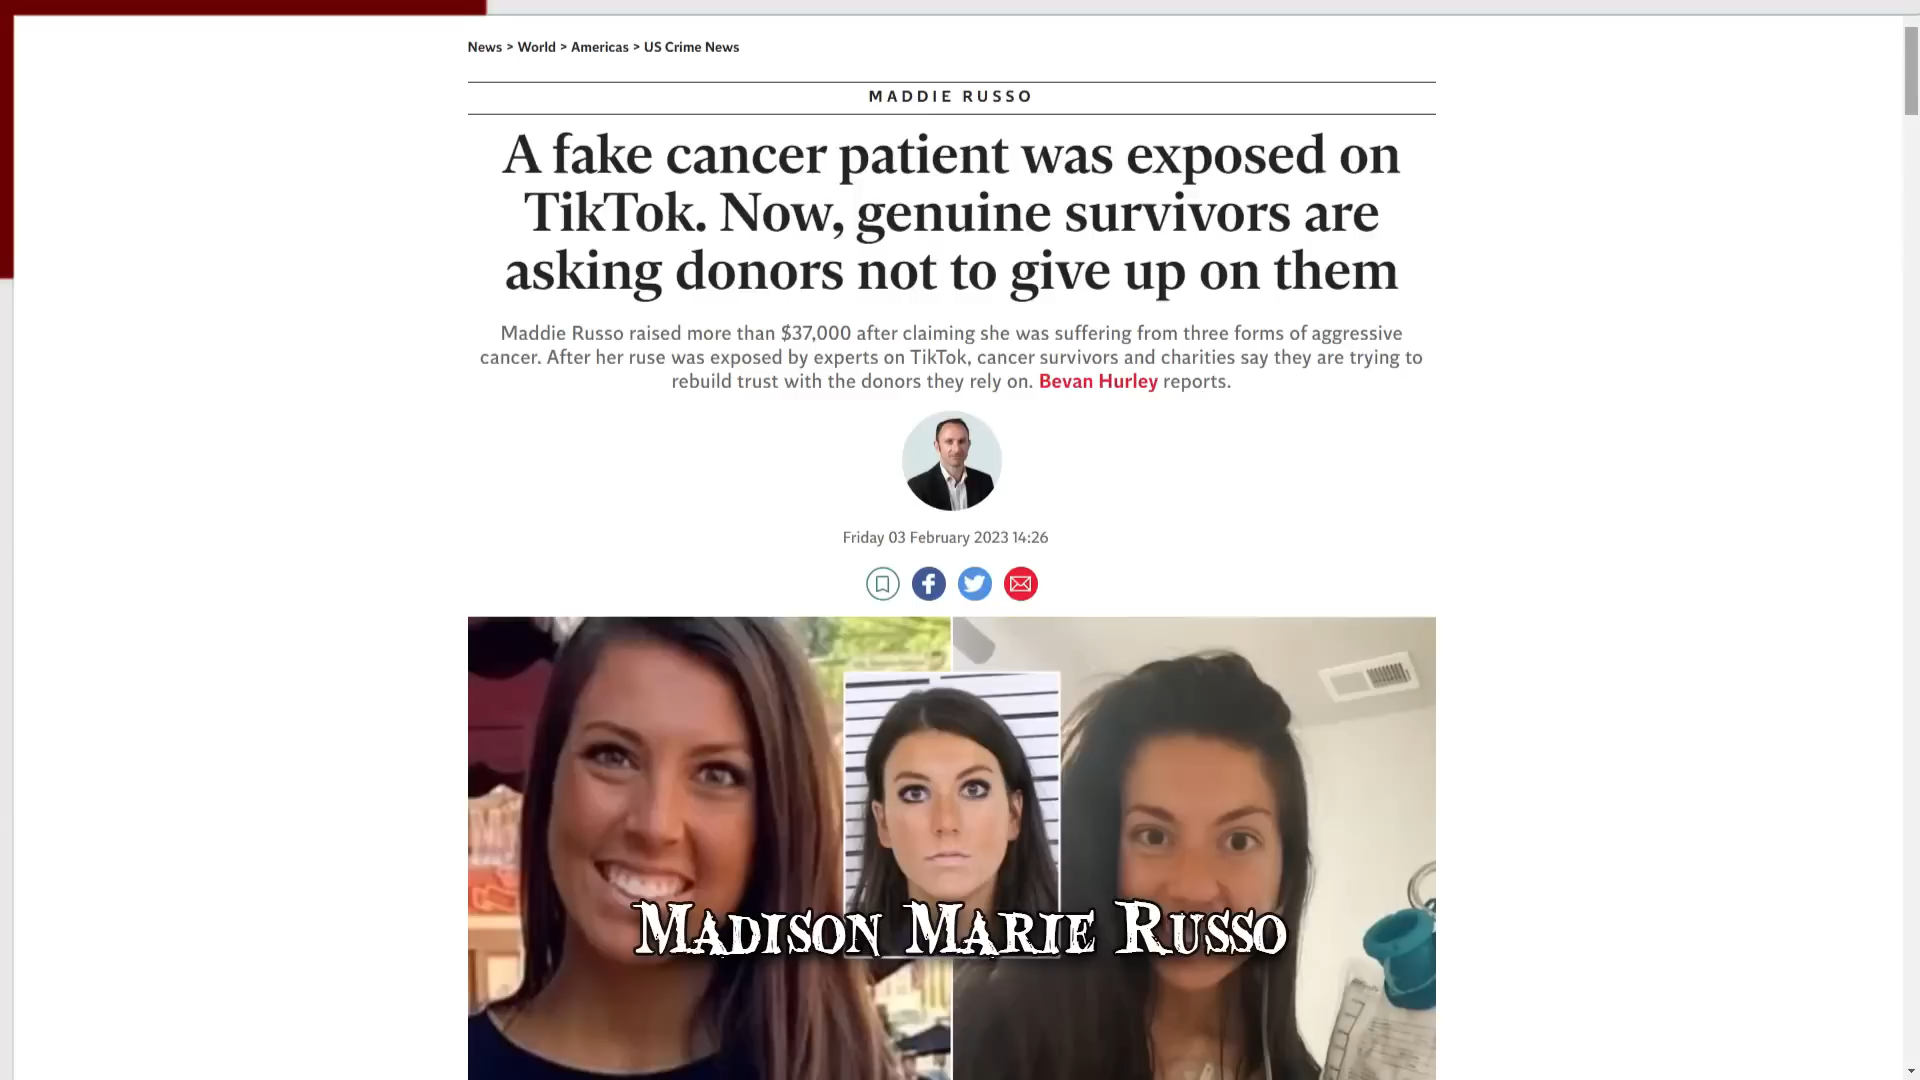 News > World > Americas > US Crime News
MADDIE RUSSO
A fake cancer patient was exposed on
TikTok. Now, genuine survivors are
asking donors not to give up on them
Maddie Russo raised more than $37,000 after claiming she was suffering from three forms of aggressive
cancer. After her ruse was exposed by experts on TikTok, cancer survivors and charities say they are trying to
rebuild trust with the donors they rely on. Bevan Hurley reports.
Friday 03 February 2023 14:26
MADISON MARIE RUSSO